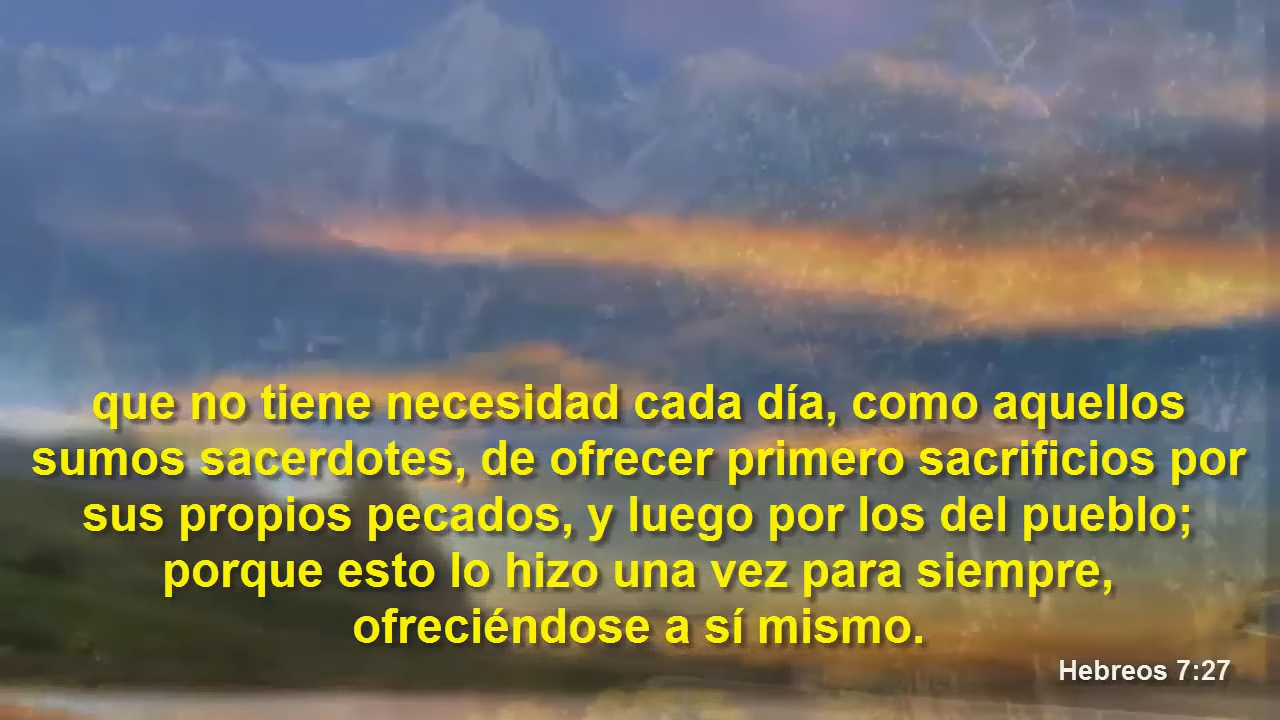 que no tiene necesidad cada día, como aquellos
sumos sacerdotes, de ofrecer primero sacrificios por
sus propios pecados, y luego por los del pueblo;
porque esto lo hizo una vez para siempre,
ofreciéndose a sí mismo.
Hebreos 7:27